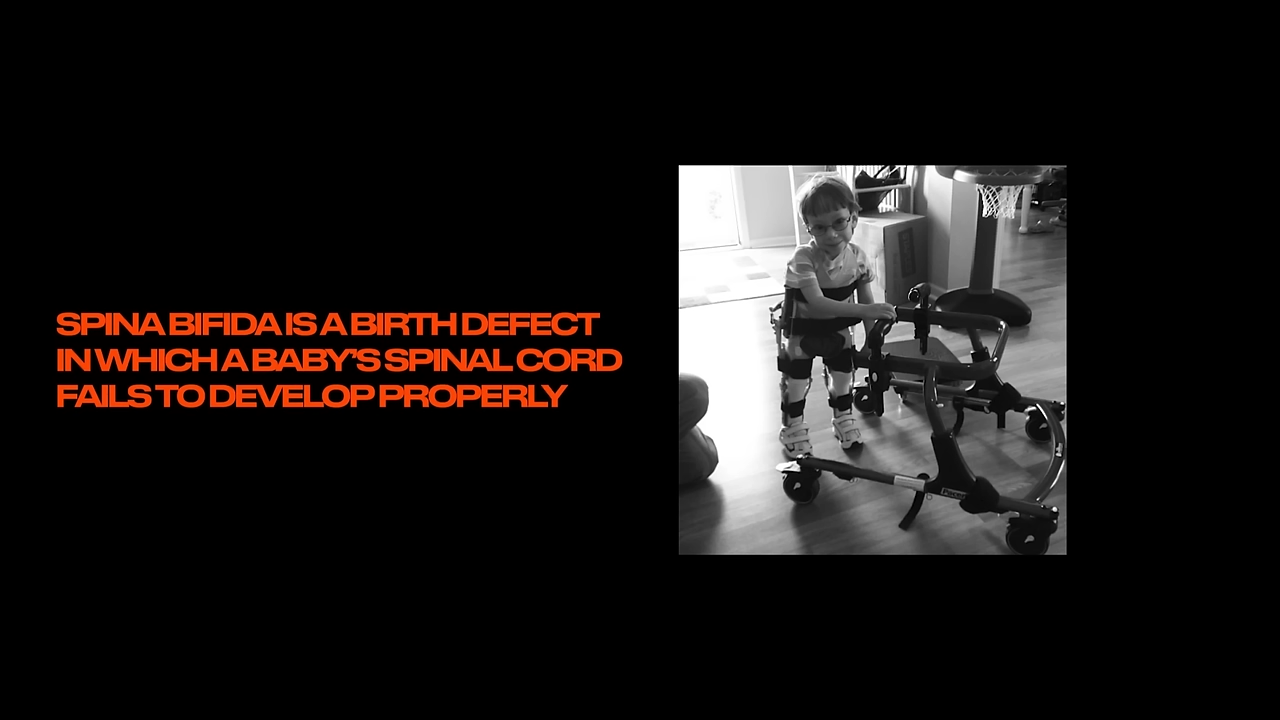 SPINA BIFIDA IS A BIRTH DEFECT
IN WHICH A BABY'S SPINAL CORD
FAILS TO DEVELOP PROPERLY